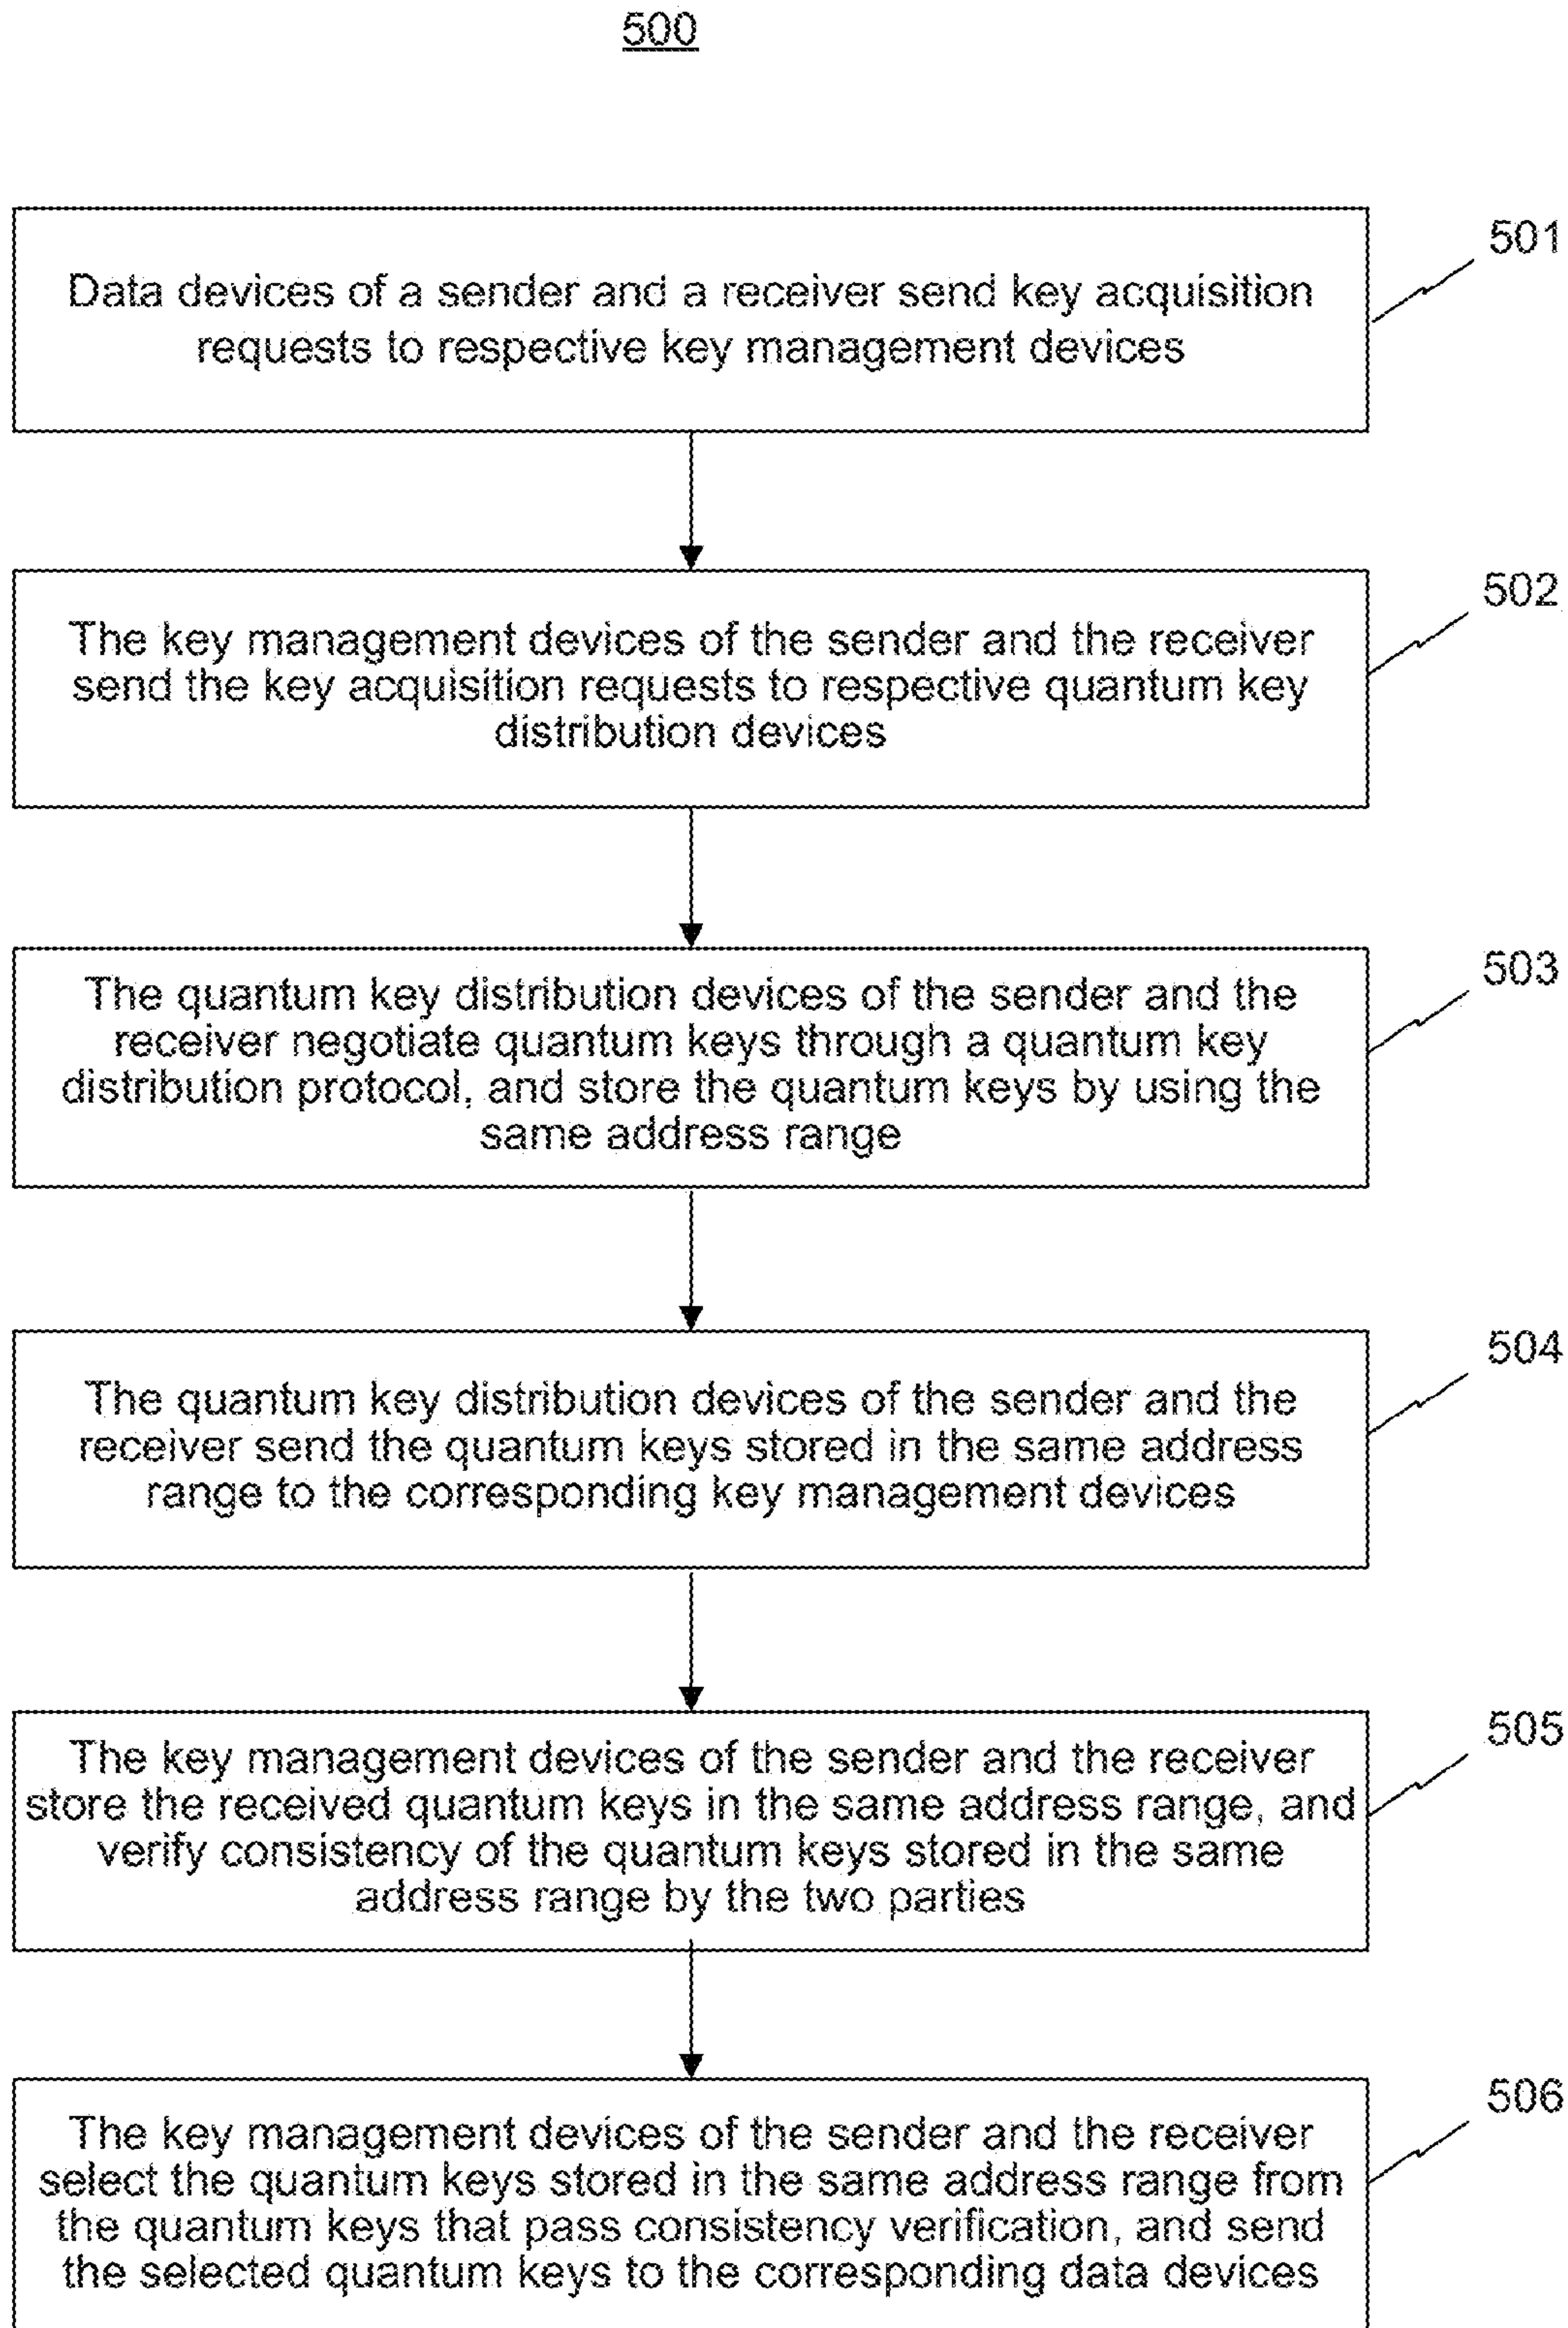 500
501
Data devices of a sender and a receiver send key acquisition
requests to respective key management devices
502
The key management devices of the sender and the receiver
send the key acquisition requests to respective quantum key
distribution devices
503
The quantum key distribution devices of the sender and the
receiver negotiate quantum keys through a quantum key
distribution protocol, and store the quantum keys by using the
same address range
504
The quantum key distribution devices of the sender and the
receiver send the quantum keys stored in the same address
range to the corresponding key management devices
505
The key management devices of the sender and the receiver
store the received quantum keys in the same address range, and
verify consistency of the quantum keys stored in the same
address range by the two parties
506
The key management devices of the sender and the receiver
select the quantum keys stored in the same address range from
the quantum keys that pass consistency verification, and send
the selected quantum keys to the corresponding data devices